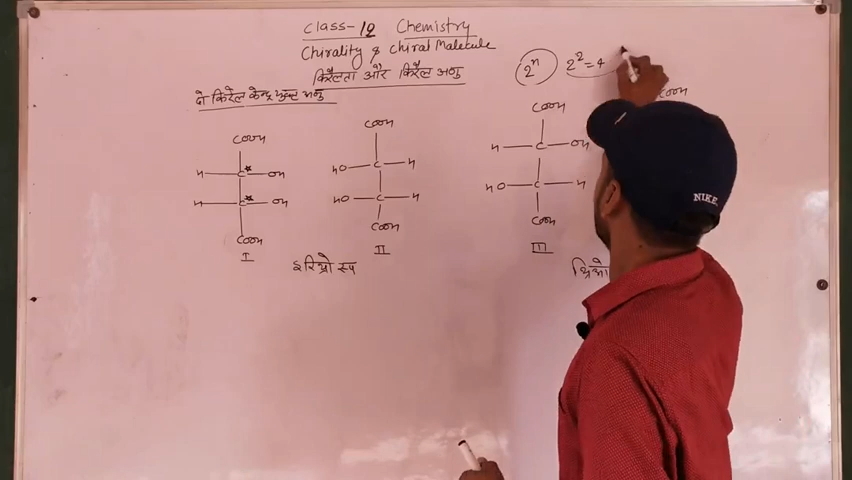 Class-12 Chemistry
Chirality & Chiral Molecule
किरैलता और किरैल अणु
दो किरैल केन्द्र युक्त अणु
2ⁿ 2²=4
COOH
H C* OH
H C* OH
COOH
I
COOH
HO C H
HO C H
COOH
II
इरिथ्रो रूप
COOH
H C OH
HO C H
COOH
III
COOH
NIKE